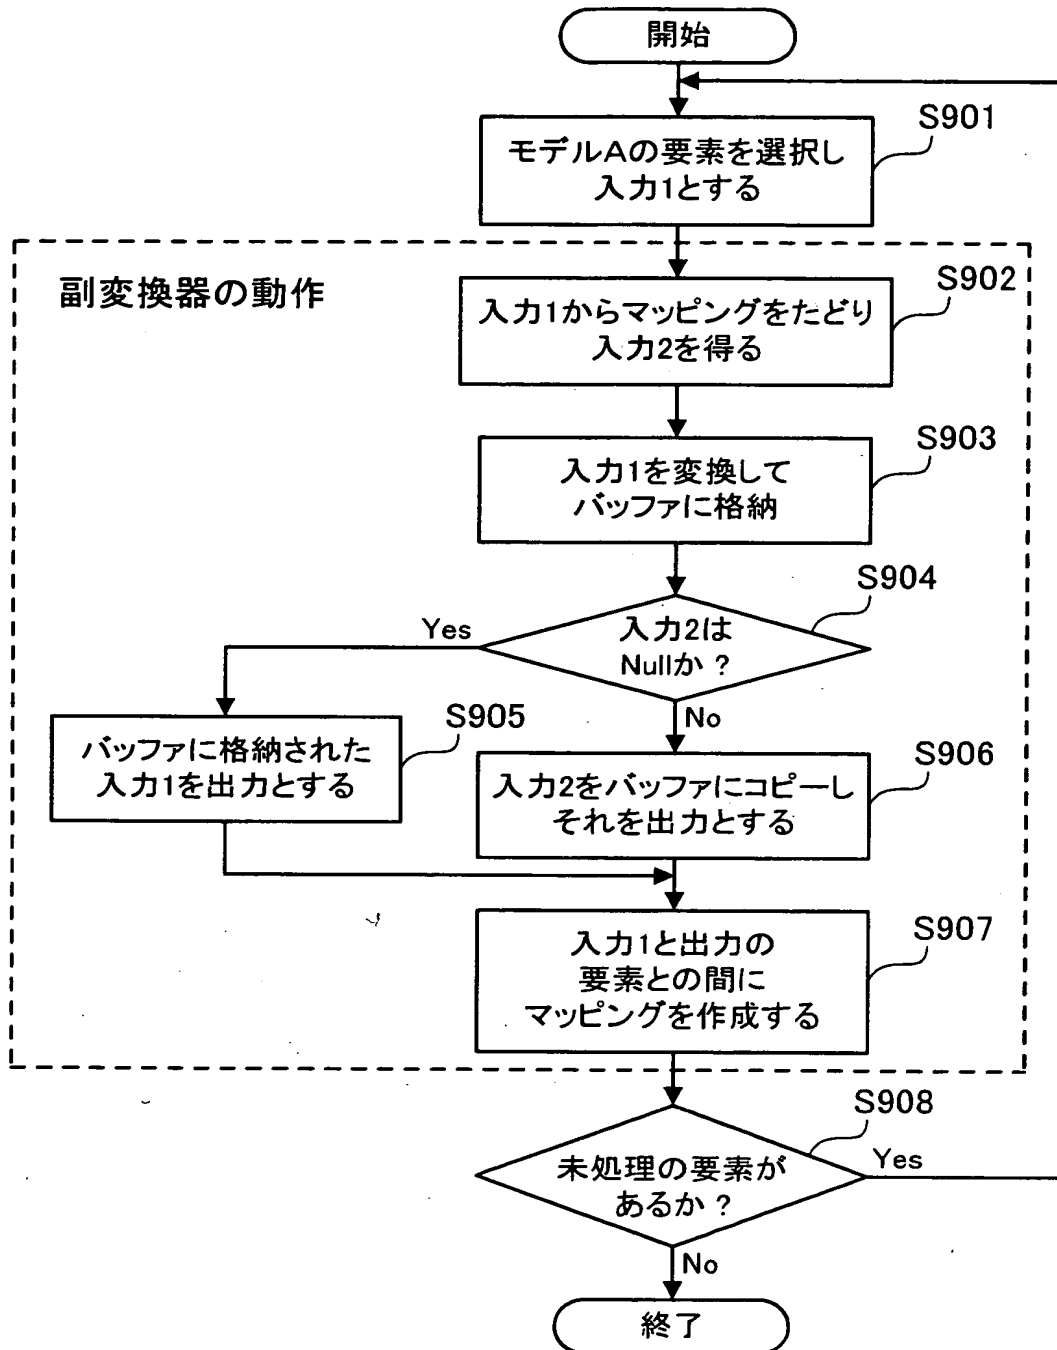 開始
S901
モデルAの要素を選択し
入力1とする
副変換器の動作
S902
入力1からマッピングをたどり
入力2を得る
S903
入力1を変換して
バッファに格納
S904
入力2は
Nullか?
Yes
No
S905
バッファに格納された
入力1を出力とする
S906
入力2をバッファにコピーし
それを出力とする
S907
入力1と出力の
要素との間に
マッピングを作成する
S908
未処理の要素が
あるか?
Yes
No
終了